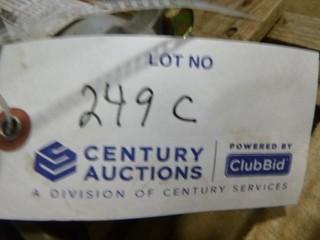 LOT NO
249 C
CENTURY AUCTIONS
POWERED BY
ClubBid
A DIVISION OF CENTURY SERVICES